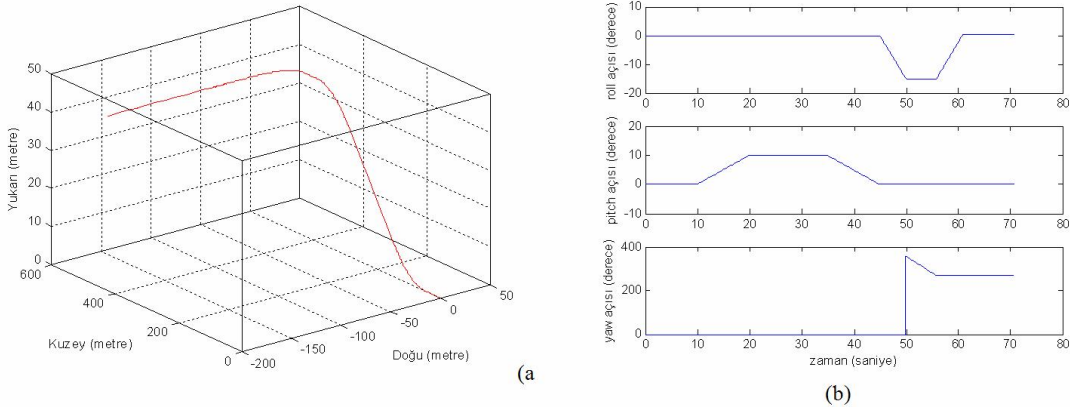 50
40
30
20
10
0
Yukarı (metre)
600
400
200
0
Kuzey (metre)
-200
-150
-100
-50
0
50
Doğu (metre)
(a
10
0
-10
-20
roll açısı (derece)
0 10 20 30 40 50 60 70 80
20
10
0
-10
pitch açısı (derece)
0 10 20 30 40 50 60 70 80
400
200
0
yaw açısı (derece)
0 10 20 30 40 50 60 70 80
zaman (saniye)
(b)